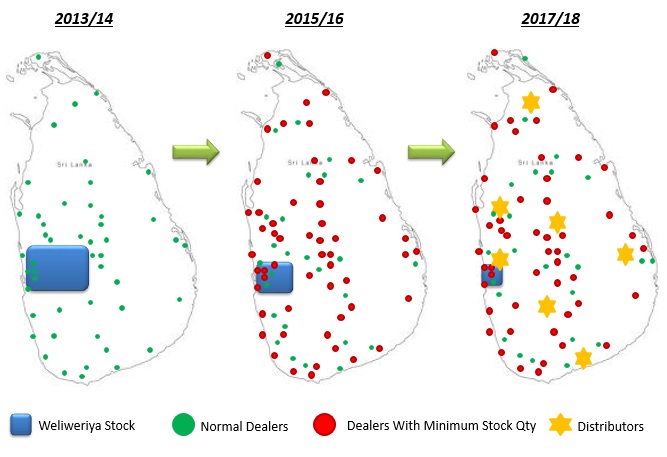 2013/14
2015/16
2017/18
Sri Lanka
Sri Lanka
Sri Lanka
Weliweriya Stock
Normal Dealers
Dealers With Minimum Stock Qty
Distributors